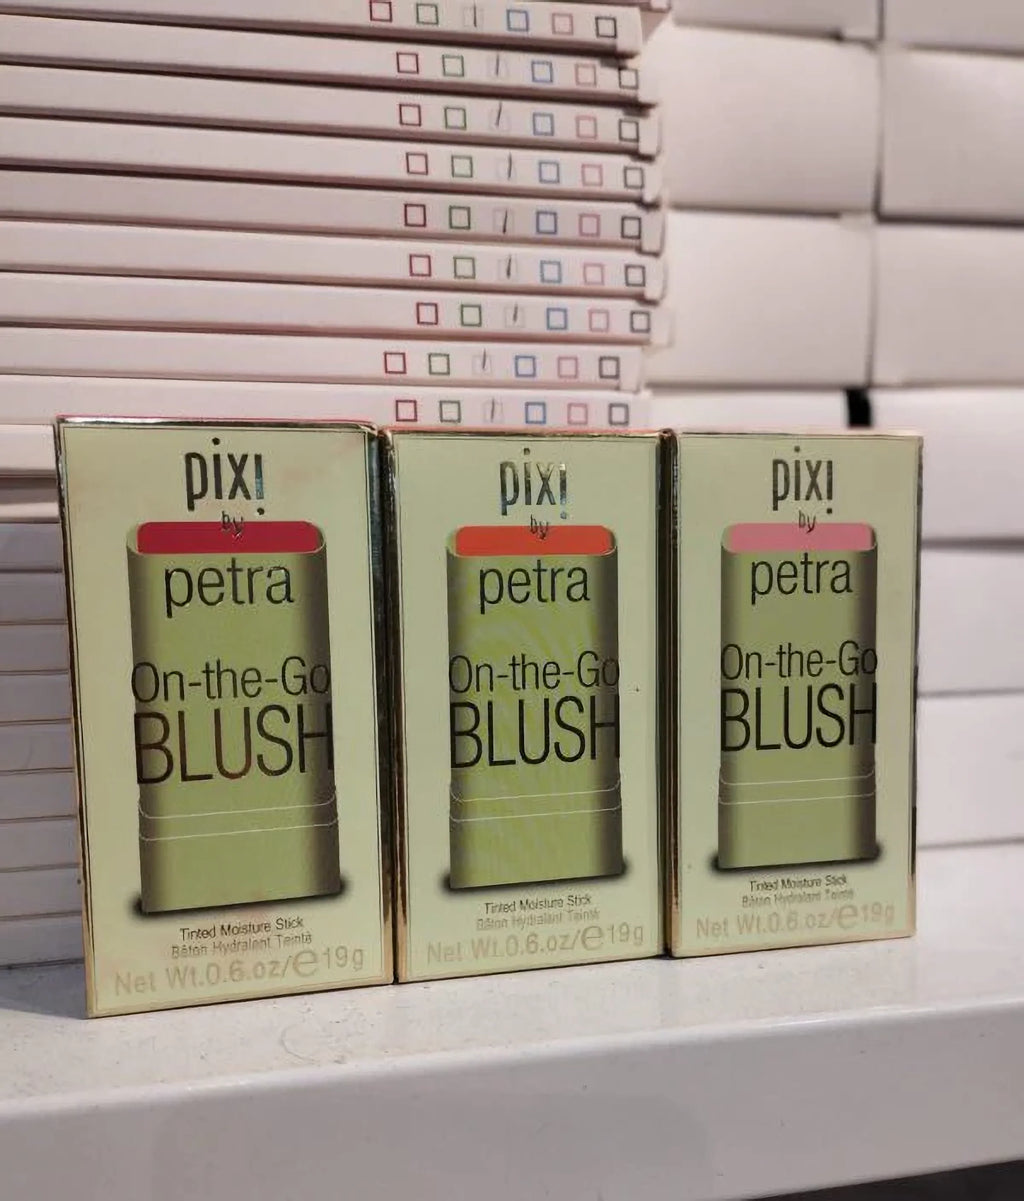 pixi
by
petra
On-the-Go
BLUSH
Tinted Moisture Stick
Bâton Hydratant Teinté
Net Wt.0.6.oz/℮19g
pixi
by
petra
On-the-Go
BLUSH
Tinted Moisture Stick
Bâton Hydratant Teinté
Net Wt.0.6.oz/℮19g
pixi
by
petra
On-the-Go
BLUSH
Tinted Moisture Stick
Bâton Hydratant Teinté
Net Wt.0.6.oz/℮19g